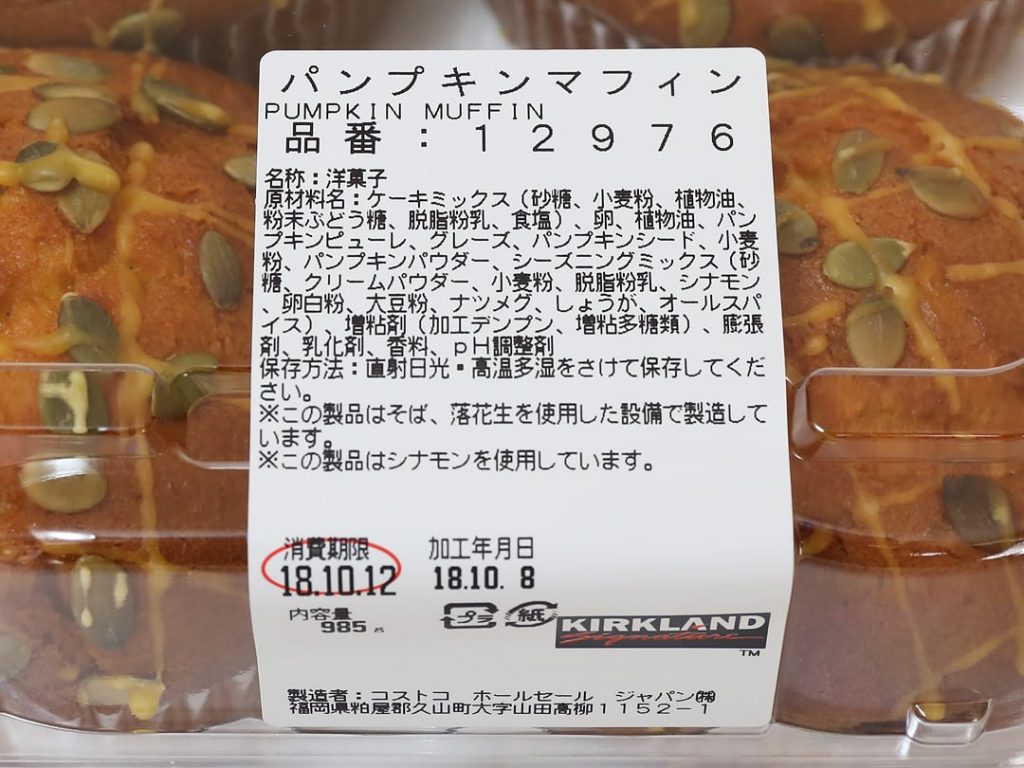 パンプキンマフィン
PUMPKIN MUFFIN
品番：１２９７６
名称：洋菓子
原材料名：ケーキミックス（砂糖、小麦粉、植物油、
粉末ぶどう糖、脱脂粉乳、食塩）、卵、植物油、パン
プキンピューレ、グレーズ、パンプキンシード、小麦
粉、パンプキンパウダー、シーズニングミックス（砂
糖、クリームパウダー、小麦粉、脱脂粉乳、シナモン
、卵白粉、大豆粉、ナツメグ、しょうが、オールスパ
イス）、増粘剤（加工デンプン、増粘多糖類）、膨張
剤、乳化剤、香料、ｐＨ調整剤
保存方法：直射日光・高温多湿をさけて保存してくだ
さい。
※この製品はそば、落花生を使用した設備で製造して
います。
※この製品はシナモンを使用しています。
消費期限 加工年月日
18.10.12 18.10. 8
内容量
985g
プラ 紙
KIRKLAND
Signature
TM
製造者：コストコ　ホールセール　ジャパン㈱
福岡県粕屋郡久山町大字山田高柳１１５２－１